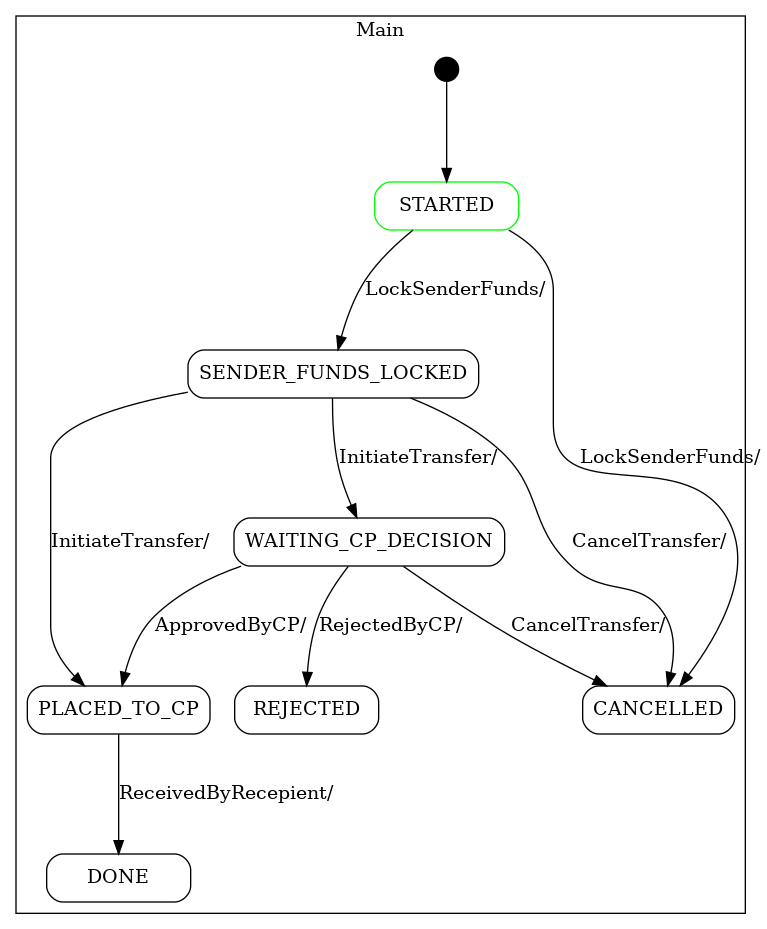 Main
STARTED
LockSenderFunds/
SENDER_FUNDS_LOCKED
InitiateTransfer/
LockSenderFunds/
WAITING_CP_DECISION
InitiateTransfer/
CancelTransfer/
ApprovedByCP/
RejectedByCP/
CancelTransfer/
PLACED_TO_CP
REJECTED
CANCELLED
ReceivedByRecepient/
DONE